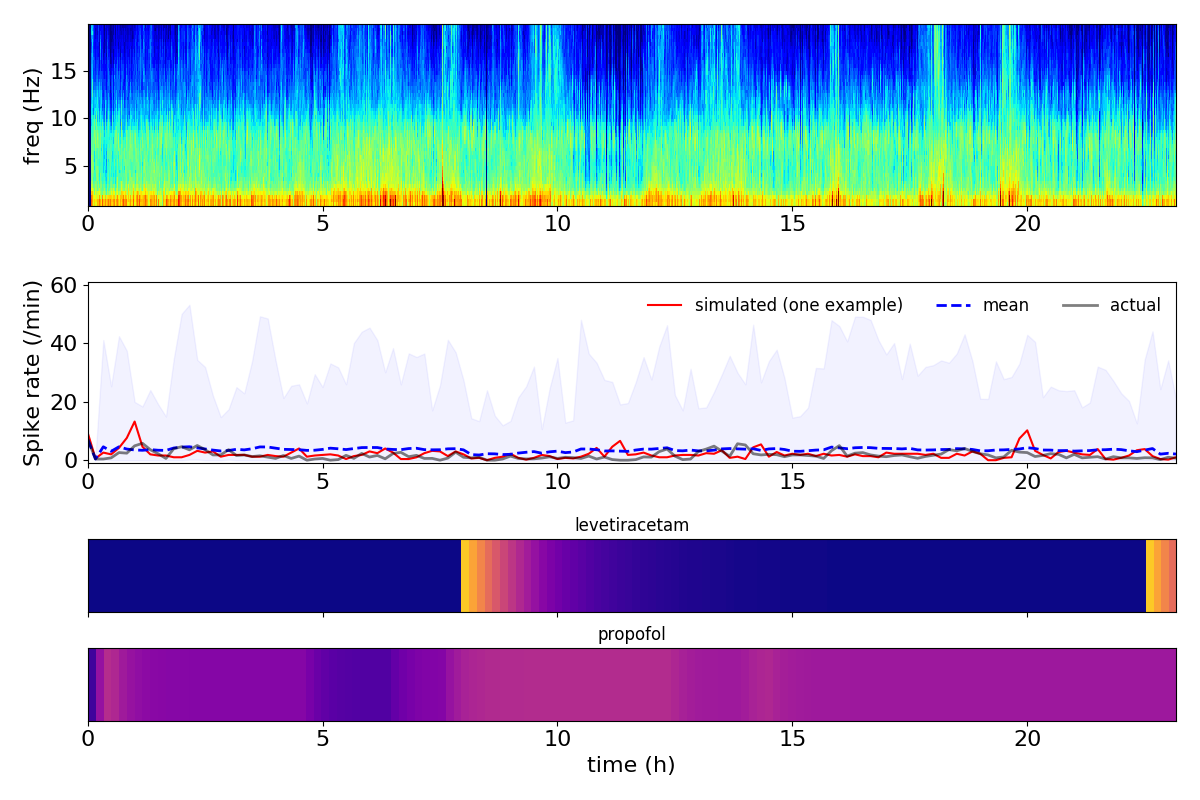 freq (Hz)
15
10
5
0 5 10 15 20
Spike rate (/min)
60
40
20
0
simulated (one example) mean actual
0 5 10 15 20
levetiracetam
propofol
0 5 10 15 20
time (h)